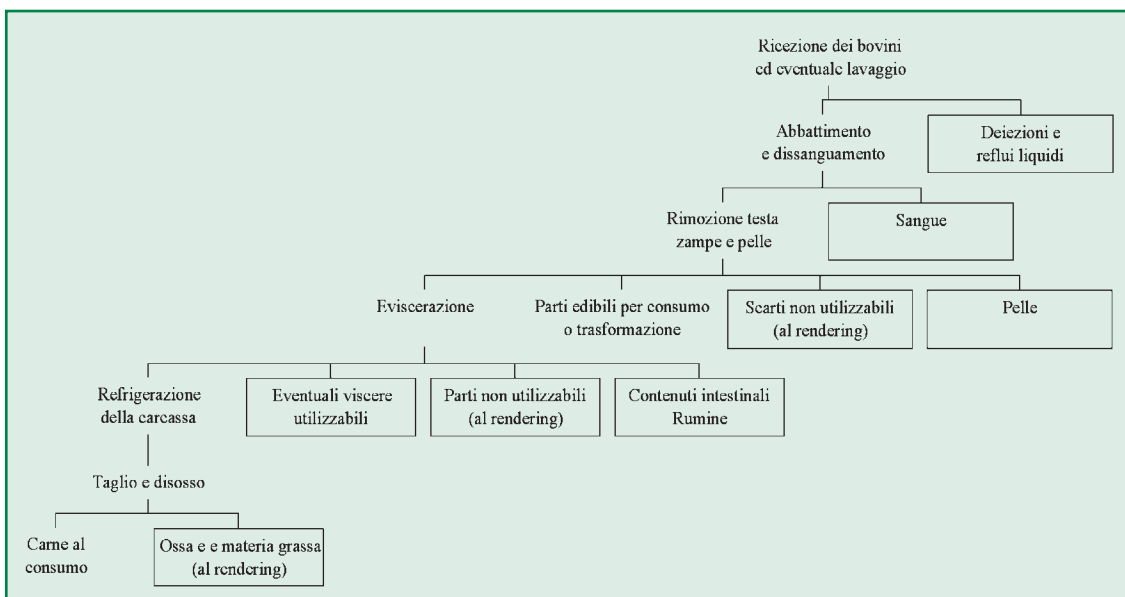 Ricezione dei bovini
ed eventuale lavaggio
Abbattimento
e dissanguamento
Deiezioni e
reflui liquidi
Rimozione testa
zampe e pelle
Sangue
Eviscerazione
Parti edibili per consumo
o trasformazione
Scarti non utilizzabili
(al rendering)
Pelle
Refrigerazione
della carcassa
Eventuali viscere
utilizzabili
Parti non utilizzabili
(al rendering)
Contenuti intestinali
Rumine
Taglio e disosso
Carne al
consumo
Ossa e e materia grassa
(al rendering)